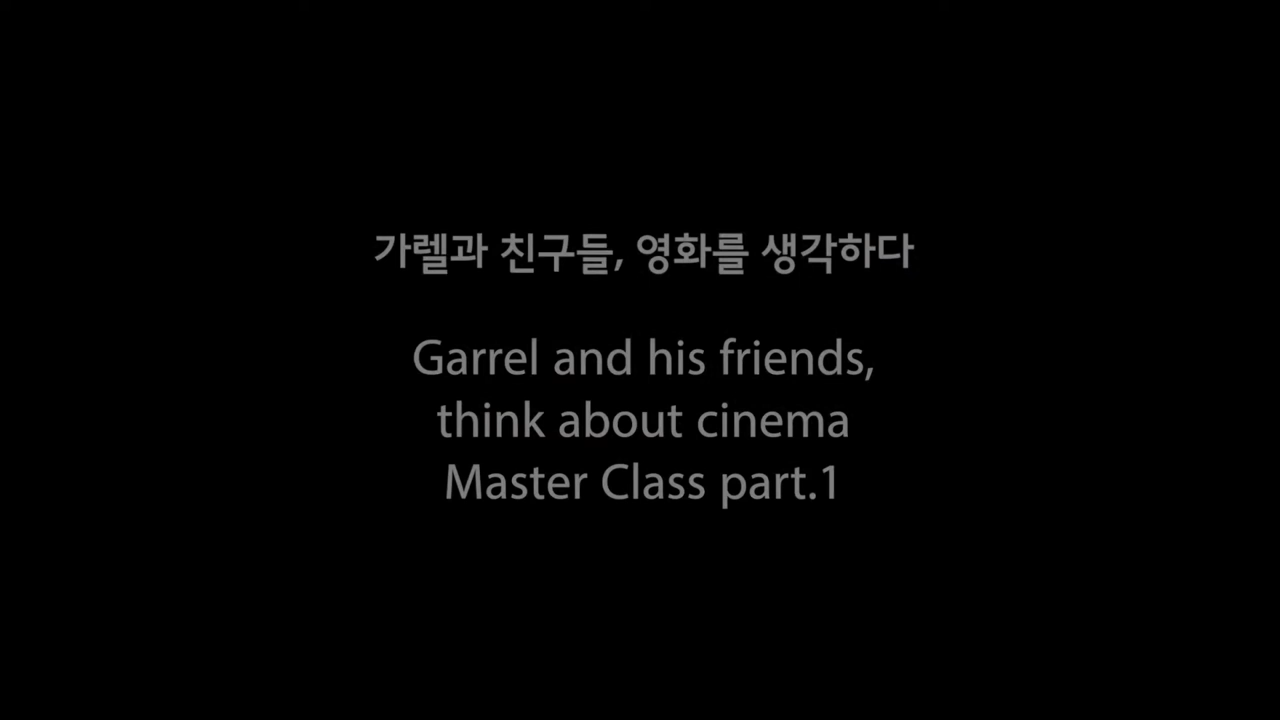 가렐과 친구들, 영화를 생각하다
Garrel and his friends,
think about cinema
Master Class part.1